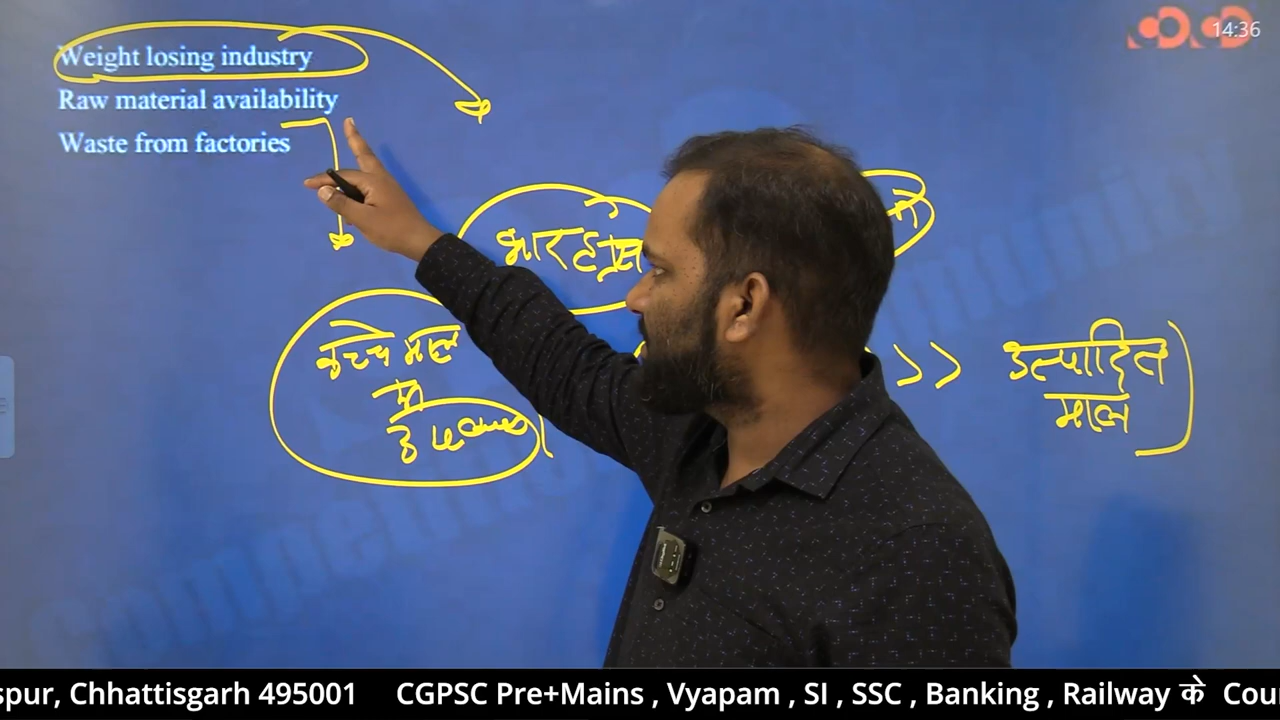 14:36
Weight losing industry
Raw material availability
Waste from factories
भारह्रास
कच्चे माल
का
>> उत्पादित
माल
spur, Chhattisgarh 495001 CGPSC Pre+Mains , Vyapam , SI , SSC , Banking , Railway के Cou